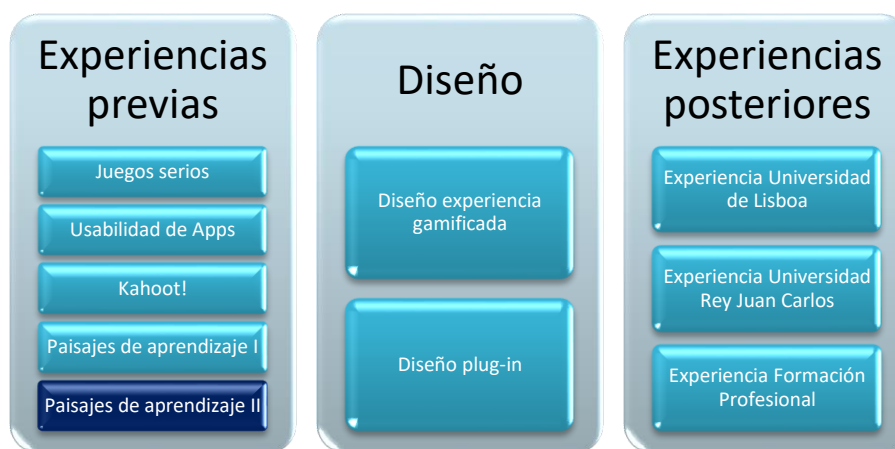 Experiencias
previas
Juegos serios
Usabilidad de Apps
Kahoot!
Paisajes de aprendizaje I
Paisajes de aprendizaje II
Diseño
Diseño experiencia
gamificada
Diseño plug-in
Experiencias
posteriores
Experiencia Universidad
de Lisboa
Experiencia Universidad
Rey Juan Carlos
Experiencia Formación
Profesional